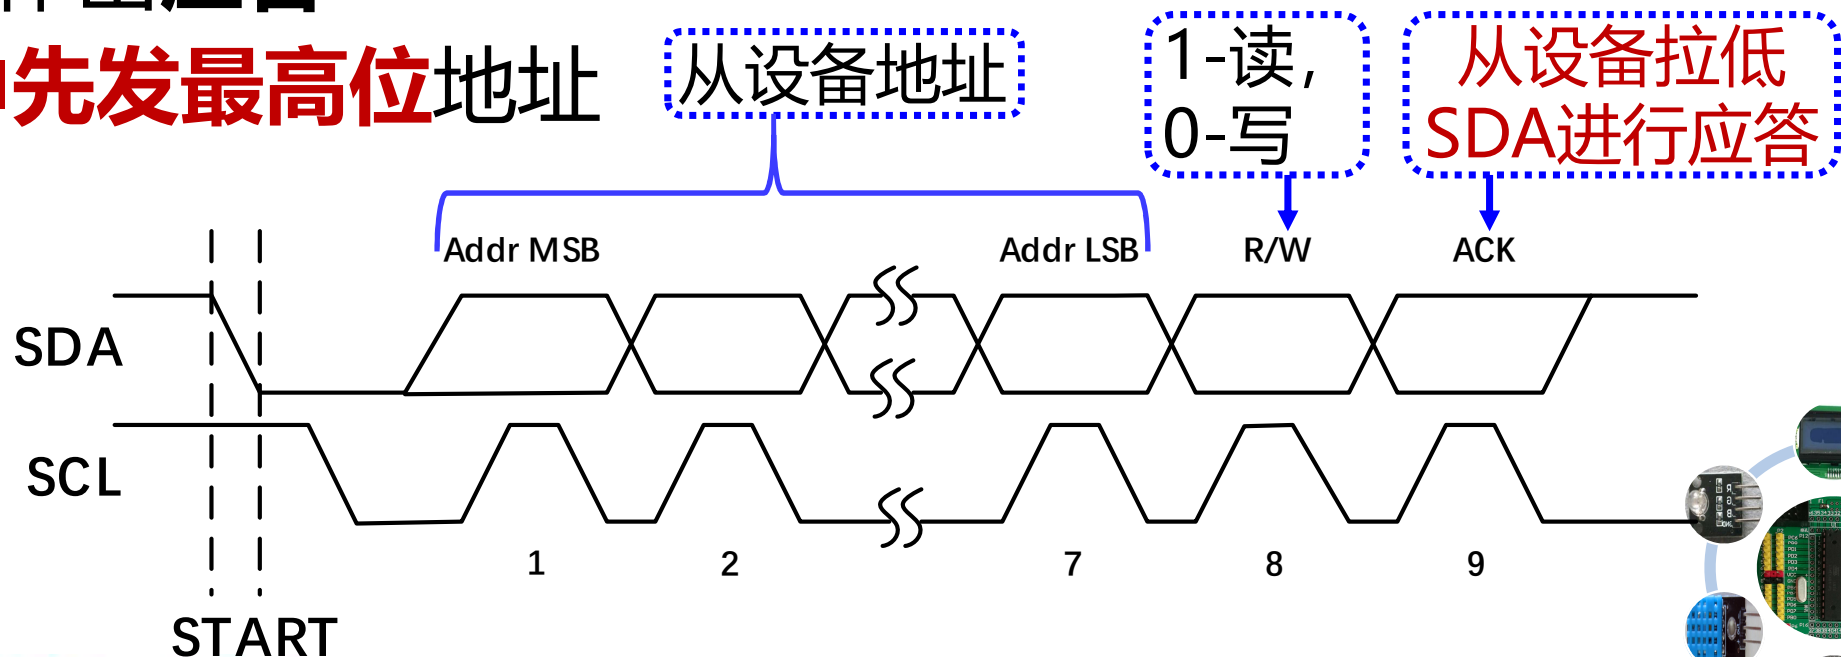 先发最高位地址
从设备地址
1-读,
0-写
从设备拉低
SDA进行应答
Addr MSB
Addr LSB
R/W
ACK
SDA
SCL
1
2
7
8
9
START